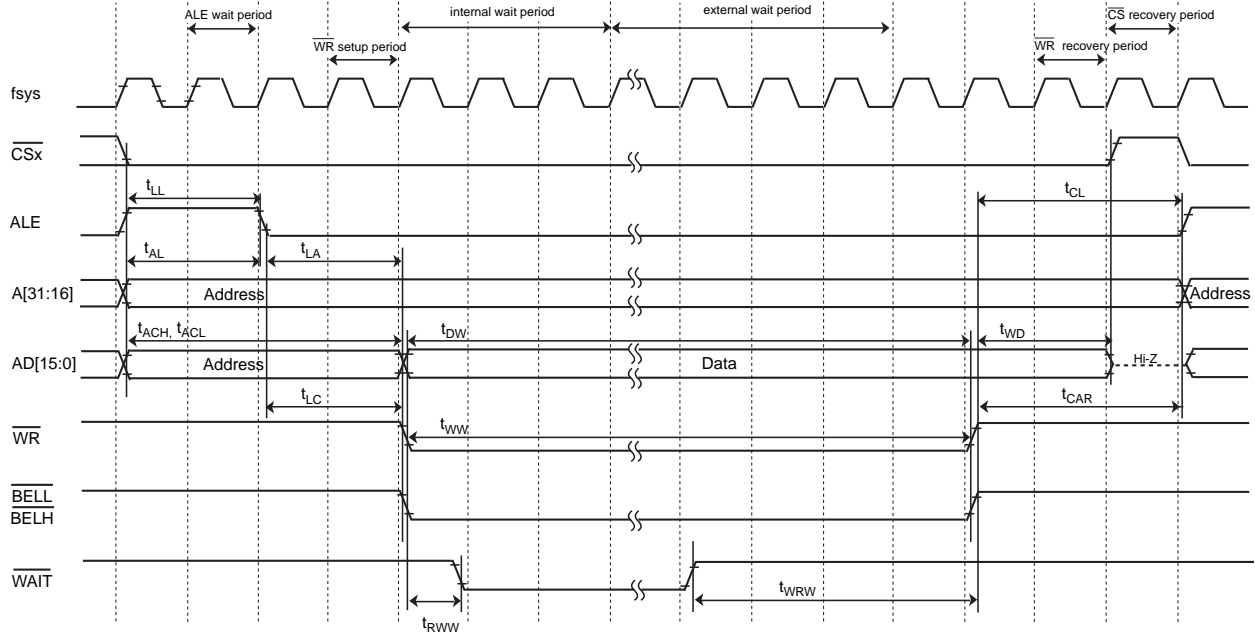 ALE wait period
internal wait period
external wait period
CS recovery period
WR setup period
WR recovery period
fsys
CSx
tLL
tCL
ALE
tAL
tLA
A[31:16]
Address
Address
tACH, tACL
tDW
tWD
AD[15:0]
Address
Data
Hi-Z
tLC
tCAR
WR
tWW
BELL
BELH
WAIT
tRWW
tWRW